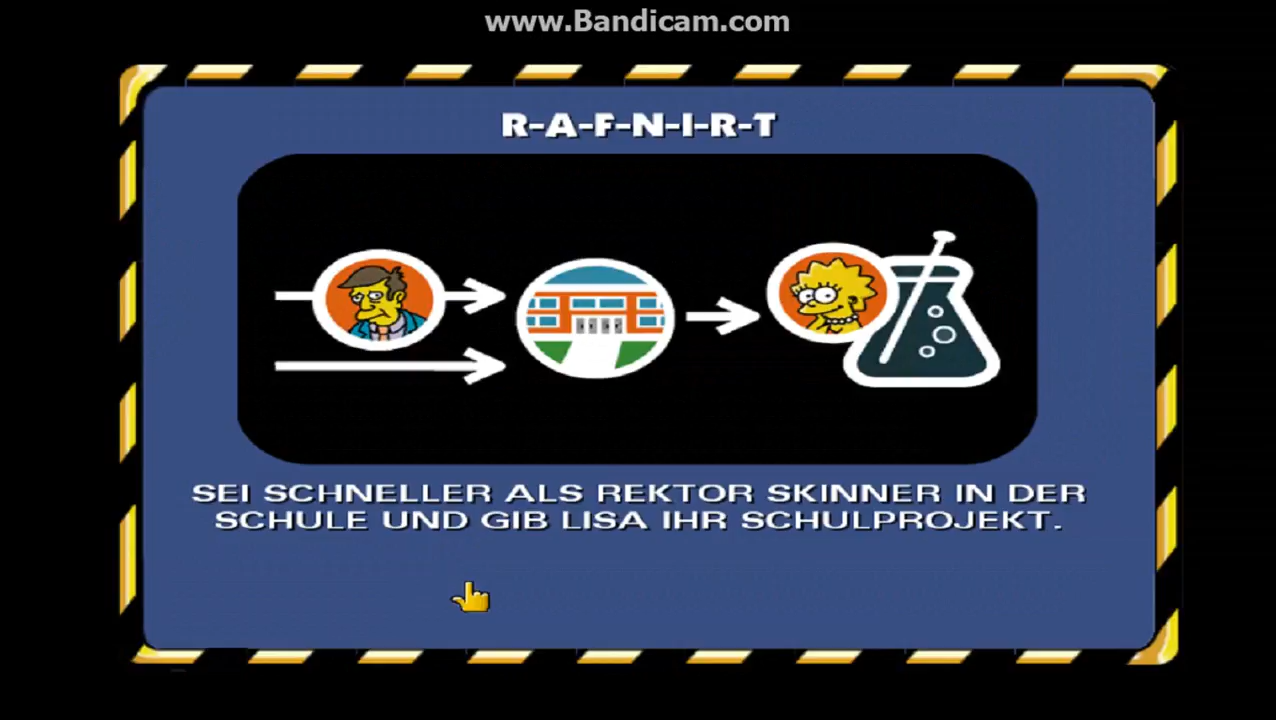 www.Bandicam.com
R-A-F-N-I-R-T
SEI SCHNELLER ALS REKTOR SKINNER IN DER
SCHULE UND GIB LISA IHR SCHULPROJEKT.